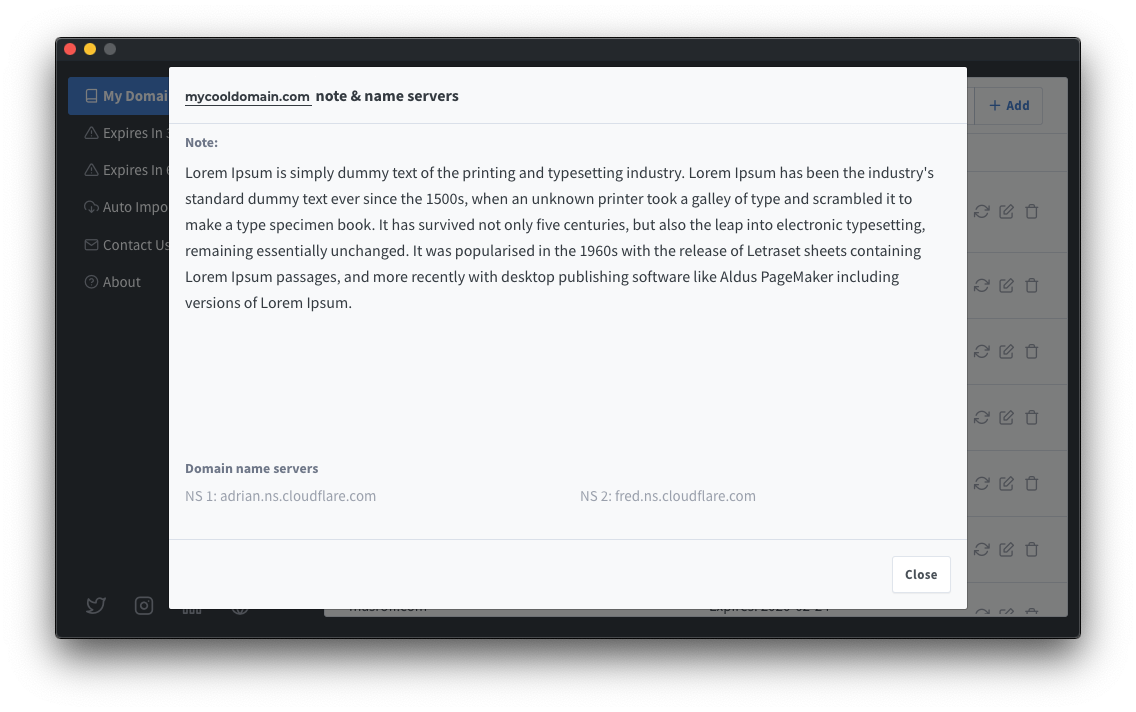 mycooldomain.com note & name servers
My Domai
Add
Note:
Expires In
Lorem Ipsum is simply dummy text of the printing and typesetting industry. Lorem Ipsum has been the industry's
standard dummy text ever since the 1500s, when an unknown printer took a galley of type and scrambled it to
make a type specimen book. It has survived not only five centuries, but also the leap into electronic typesetting,
remaining essentially unchanged. It was popularised in the 1960s with the release of Letraset sheets containing
Lorem Ipsum passages, and more recently with desktop publishing software like Aldus PageMaker including
versions of Lorem Ipsum.
Expires In
Auto Impo
Contact Us
About
Domain name servers
NS 1: adrian.ns.cloudflare.com
NS 2: fred.ns.cloudflare.com
Close